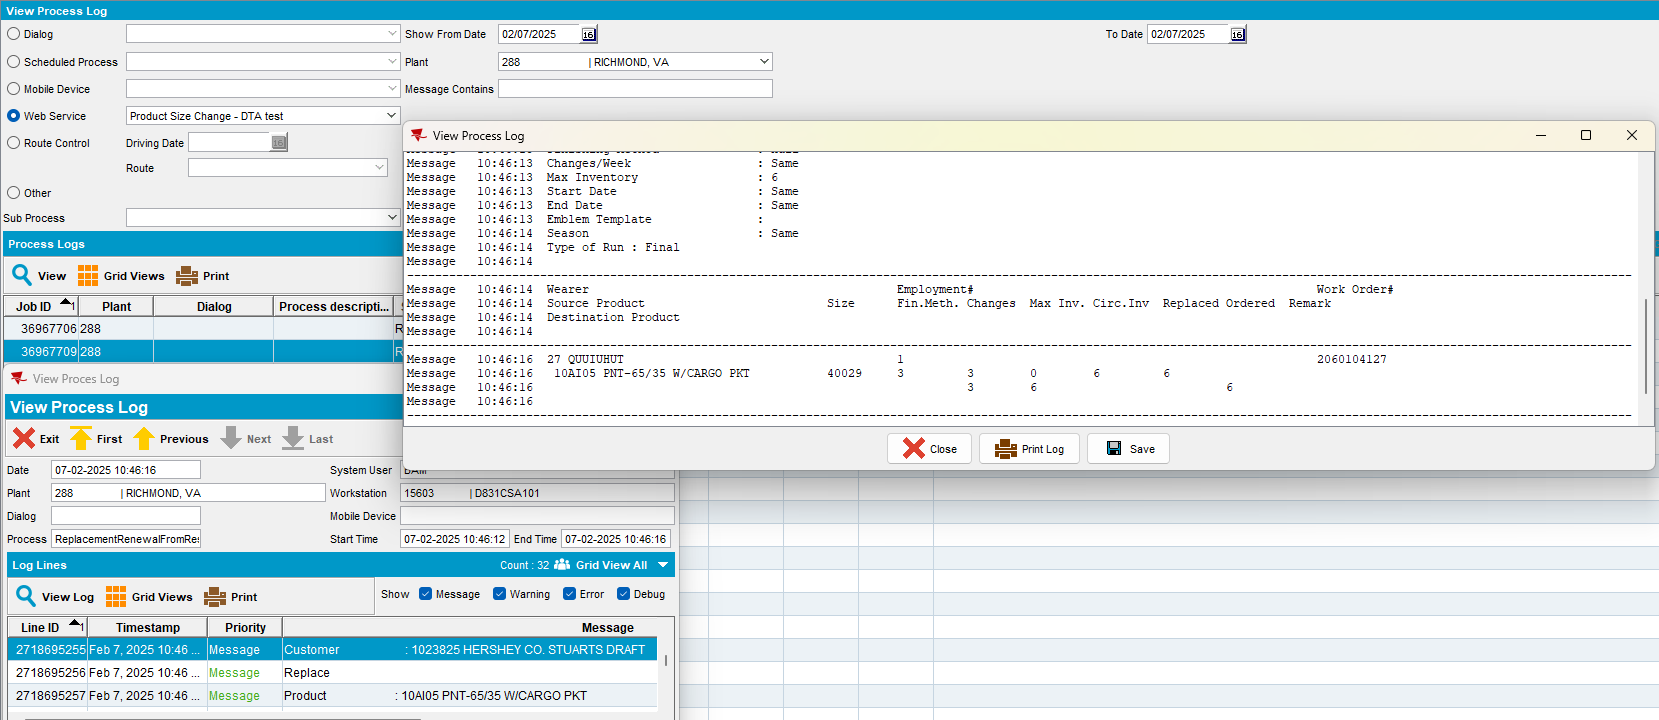 View Process Log
Dialog
Show From Date 02/07/2025
To Date 02/07/2025
Scheduled Process
Plant 288 | RICHMOND, VA
Mobile Device
Message Contains
Web Service Product Size Change - DTA test
Route Control Driving Date
Route
Other
Sub Process
Process Logs
View Grid Views Print
Job ID 1 Plant Dialog Process descripti...
36967706 288
36967709 288
View Process Log
Message 10:46:13 Changes/Week : Same
Message 10:46:13 Max Inventory : 6
Message 10:46:13 Start Date : Same
Message 10:46:13 End Date : Same
Message 10:46:13 Emblem Template :
Message 10:46:14 Season : Same
Message 10:46:14 Type of Run : Final
Message 10:46:14
Message 10:46:14 Wearer Employment# Work Order#
Message 10:46:14 Source Product Size Fin.Meth. Changes Max Inv. Circ.Inv Replaced Ordered Remark
Message 10:46:14 Destination Product
Message 10:46:14
Message 10:46:16 27 QUUIUHUT 1 2060104127
Message 10:46:16 10AI05 PNT-65/35 W/CARGO PKT 40029 3 3 0 6 6
Message 10:46:16 3 6 6
Message 10:46:16
Close Print Log Save
View Proces Log
View Process Log
Exit First Previous Next Last
Date 07-02-2025 10:46:16 System User
Plant 288 | RICHMOND, VA Workstation 15603 | D831CSA101
Dialog Mobile Device
Process ReplacementRenewalFromRes Start Time 07-02-2025 10:46:12 End Time 07-02-2025 10:46:16
Log Lines Count : 32 Grid View All
View Log Grid Views Print Show Message Warning Error Debug
Line ID 1 Timestamp Priority Message
2718695255 Feb 7, 2025 10:46 ... Message Customer : 1023825 HERSHEY CO. STUARTS DRAFT
2718695256 Feb 7, 2025 10:46 ... Message Replace
2718695257 Feb 7, 2025 10:46 ... Message Product : 10AI05 PNT-65/35 W/CARGO PKT